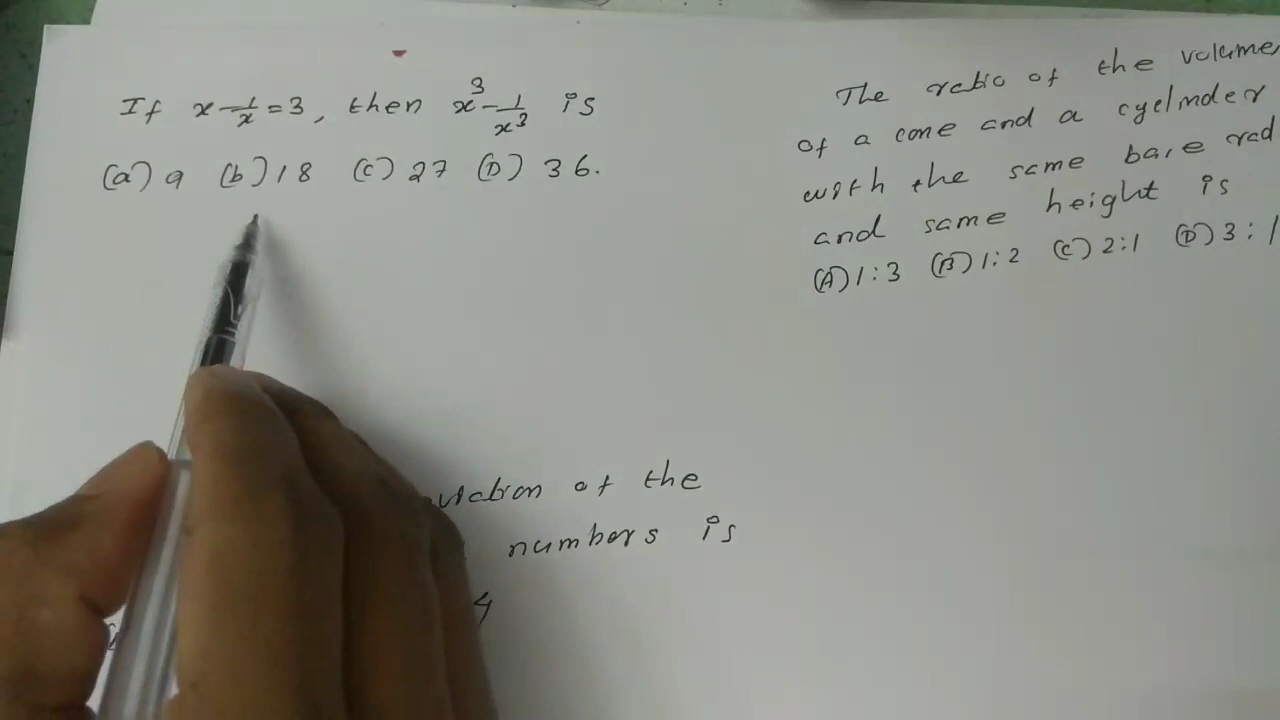 If x - 1/x = 3, then x³ - 1/x³ is
(a) 9 (b) 18 (c) 27 (D) 36.
The ratio of the volume
of a cone and a cyelinder
with the same base rad
and same height is
(A) 1:3 (B) 1:2 (C) 2:1 (D) 3:1
of the
numbers is
4